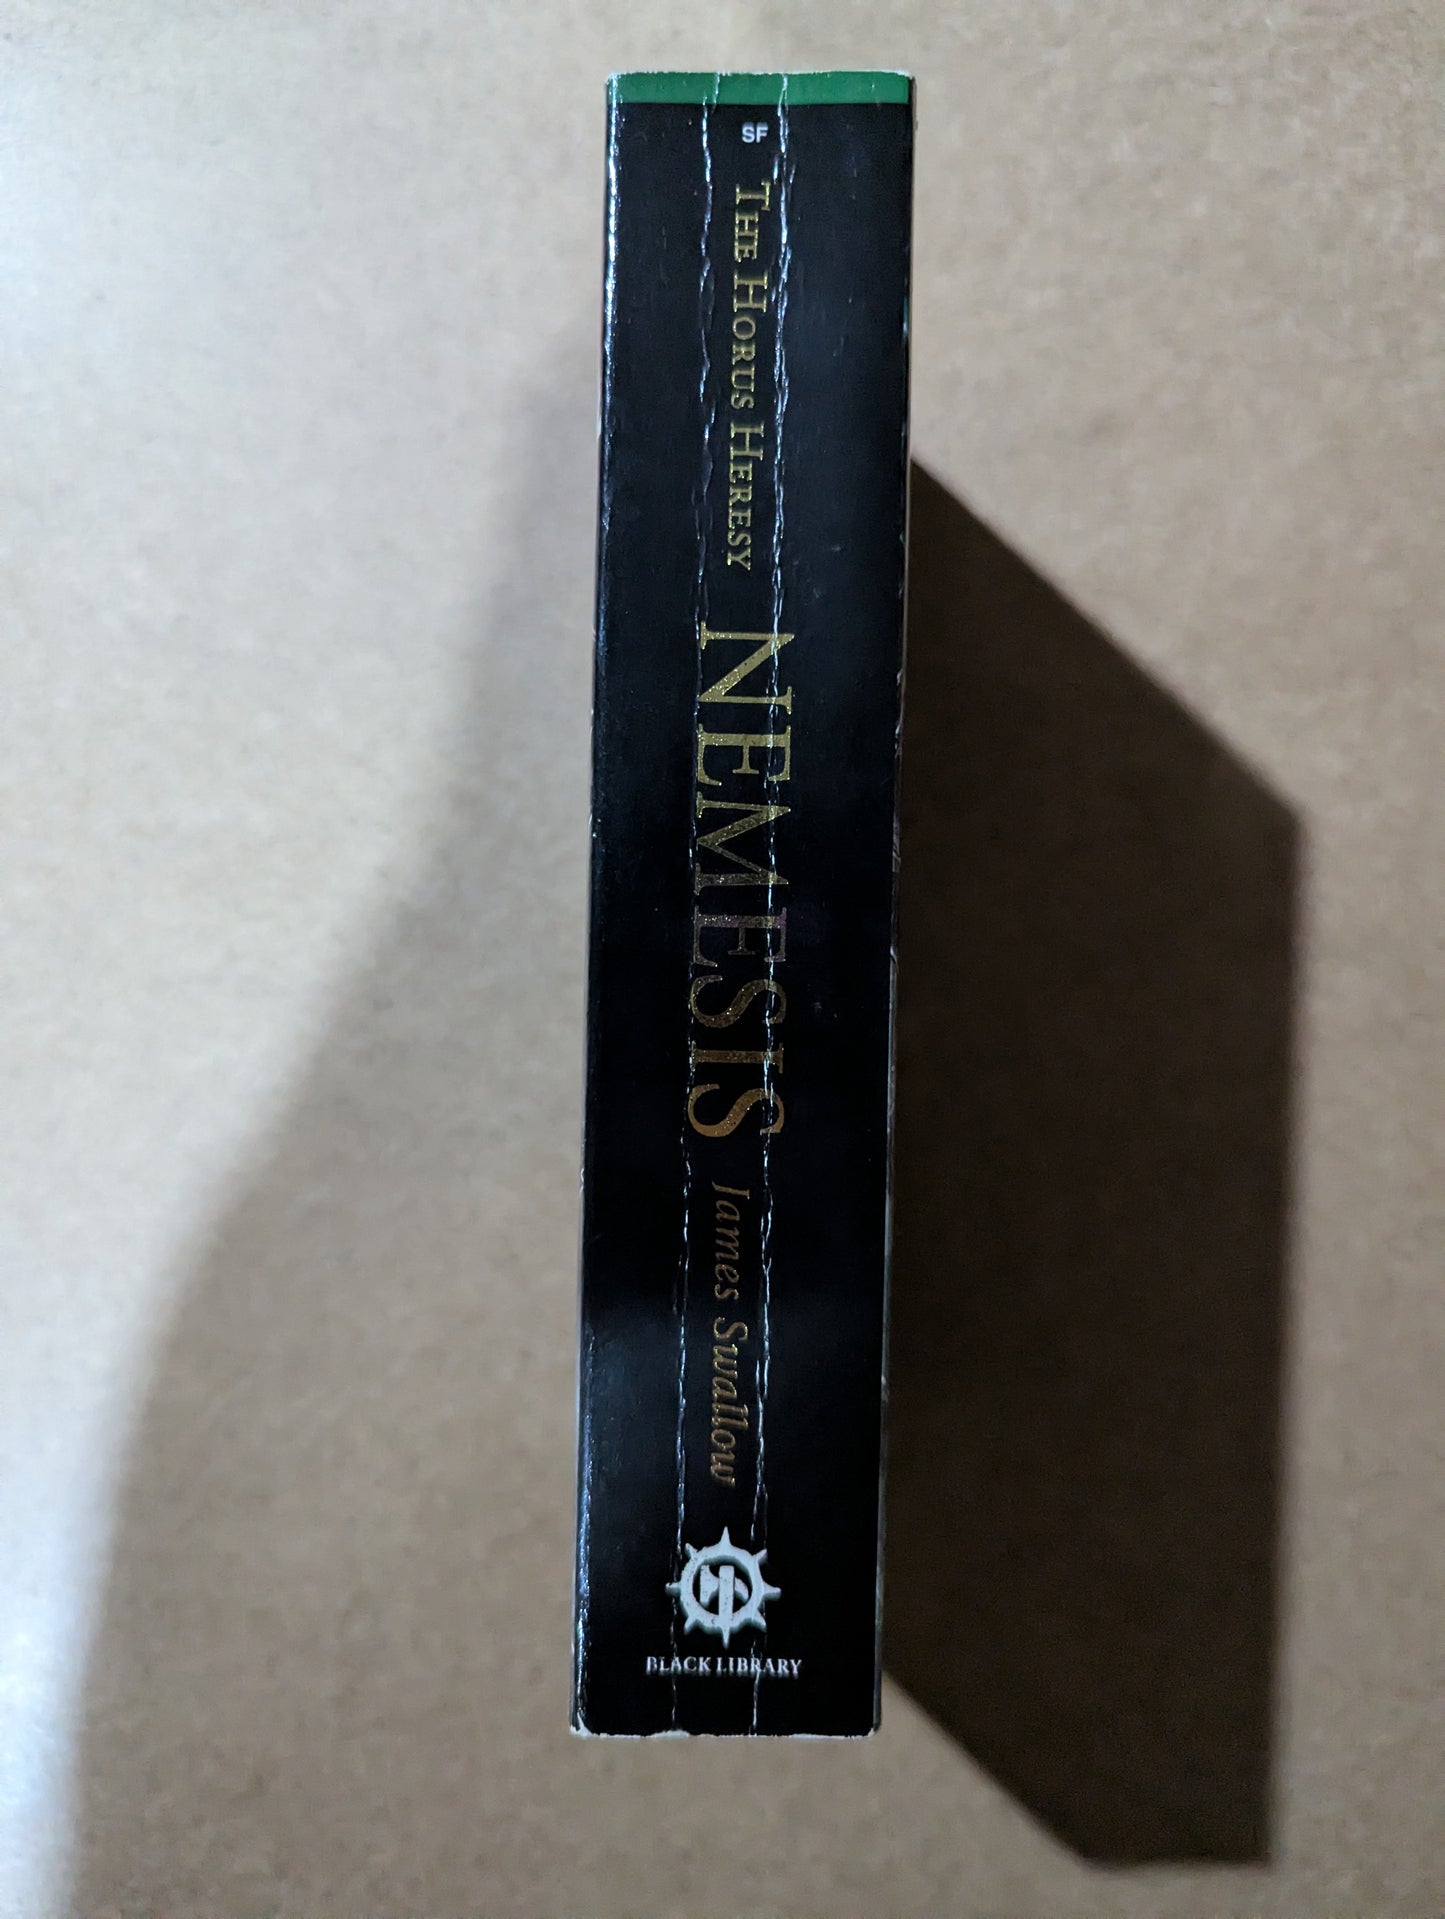 SF
THE HORUS HERESY
NEMESIS
James Swallow
BLACK LIBRARY